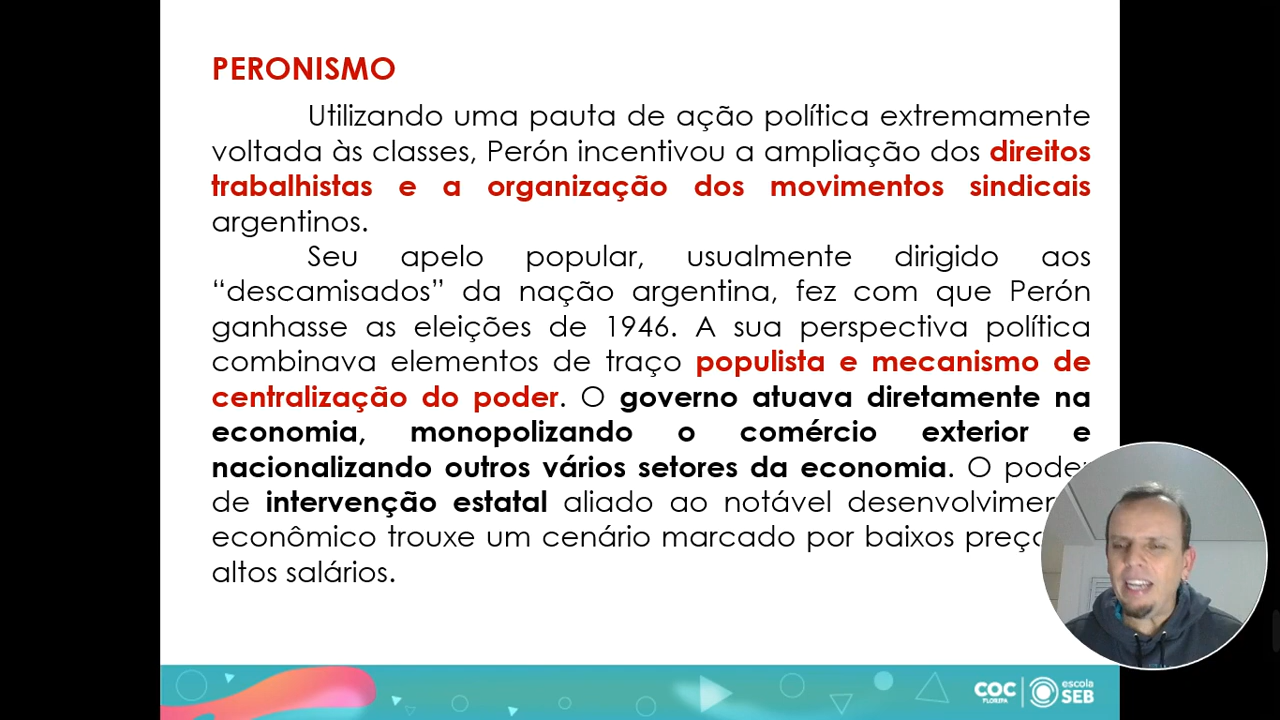 PERONISMO
Utilizando uma pauta de ação política extremamente
voltada às classes, Perón incentivou a ampliação dos direitos
trabalhistas e a organização dos movimentos sindicais
argentinos.
Seu apelo popular, usualmente dirigido aos
“descamisados” da nação argentina, fez com que Perón
ganhasse as eleições de 1946. A sua perspectiva política
combinava elementos de traço populista e mecanismo de
centralização do poder. O governo atuava diretamente na
economia, monopolizando o comércio exterior e
nacionalizando outros vários setores da economia. O poder
de intervenção estatal aliado ao notável
econômico trouxe um cenário marcado por baixos
altos salários.
COC
FLORIPA
escola
SEB